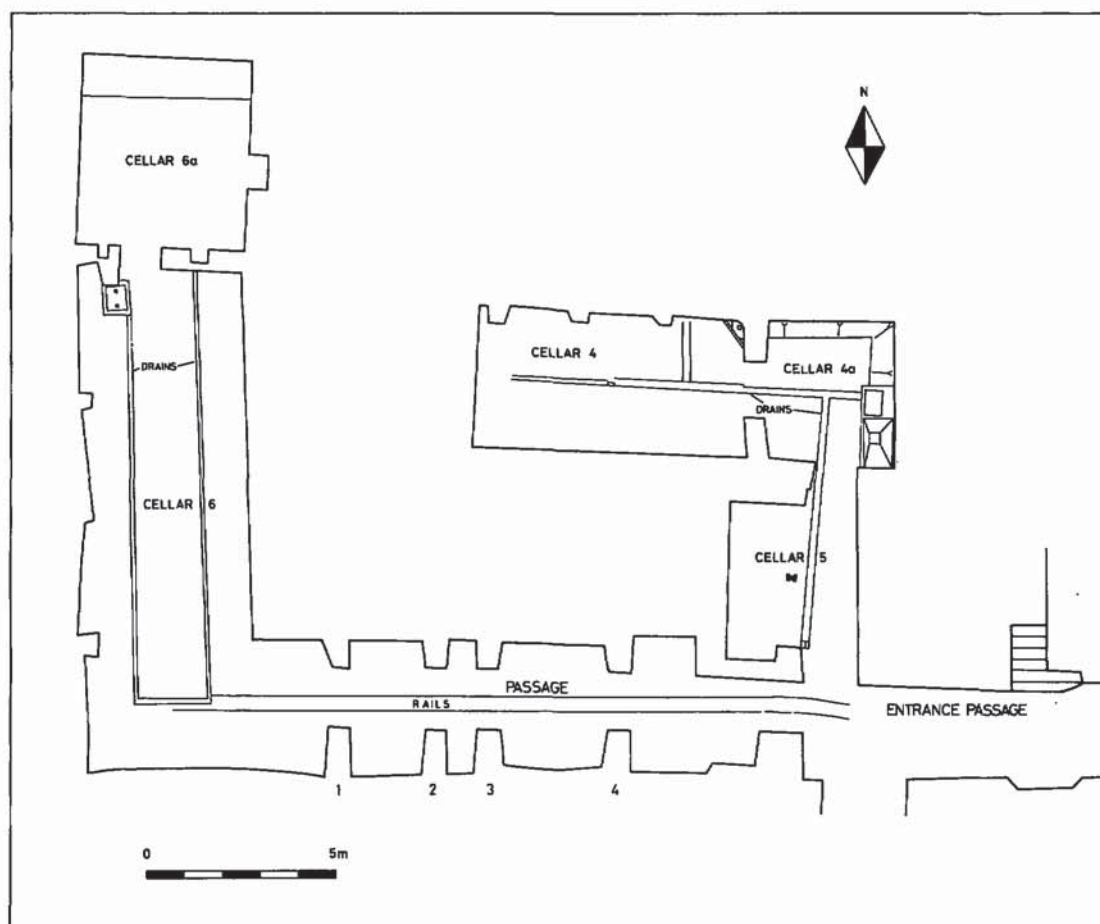 N
CELLAR 6a
CELLAR 4
CELLAR 4a
DRAINS
DRAINS
CELLAR 6
CELLAR 5
PASSAGE
RAILS
ENTRANCE PASSAGE
1 2 3 4
0 5m